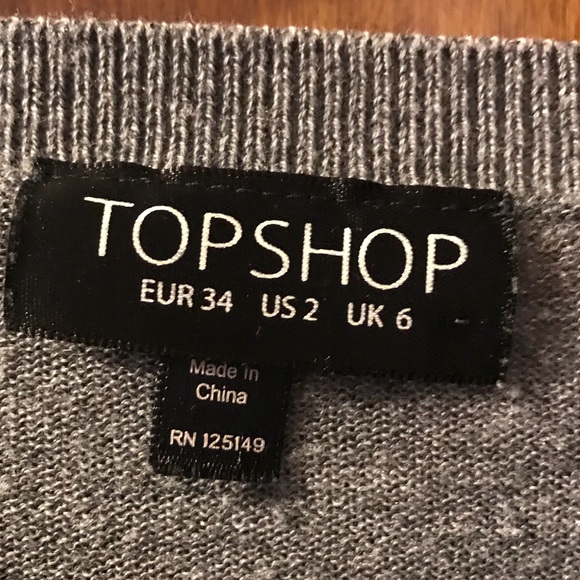 TOPSHOP
EUR 34 US 2 UK 6
Made in
China
RN 125149